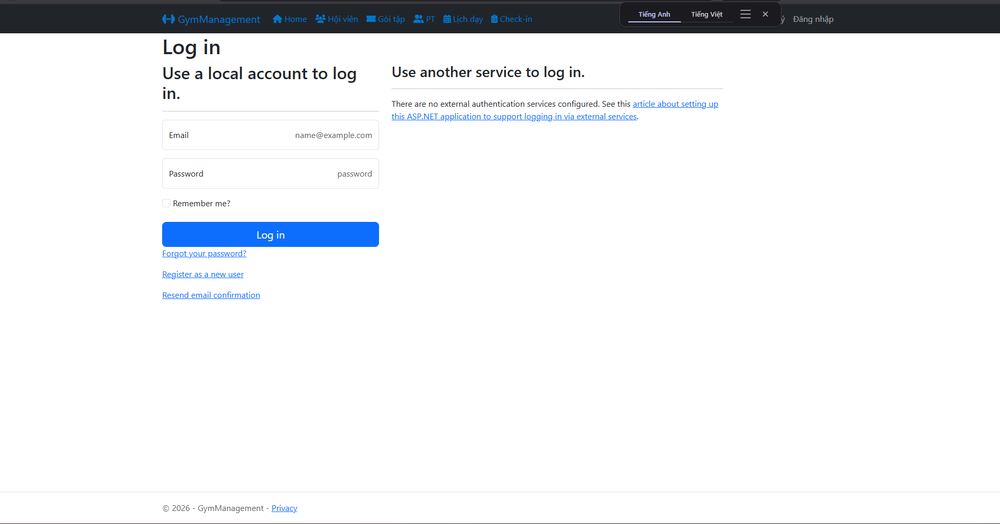 GymManagement Home Hội viên Gói tập PT Lịch dạy Check-in Đăng nhập
Tiếng Anh Tiếng Việt
Log in
Use a local account to log
in.
Email name@example.com
Password password
Remember me?
Log in
Forgot your password?
Register as a new user
Resend email confirmation
Use another service to log in.
There are no external authentication services configured. See this article about setting up
this ASP.NET application to support logging in via external services.
© 2026 - GymManagement - Privacy